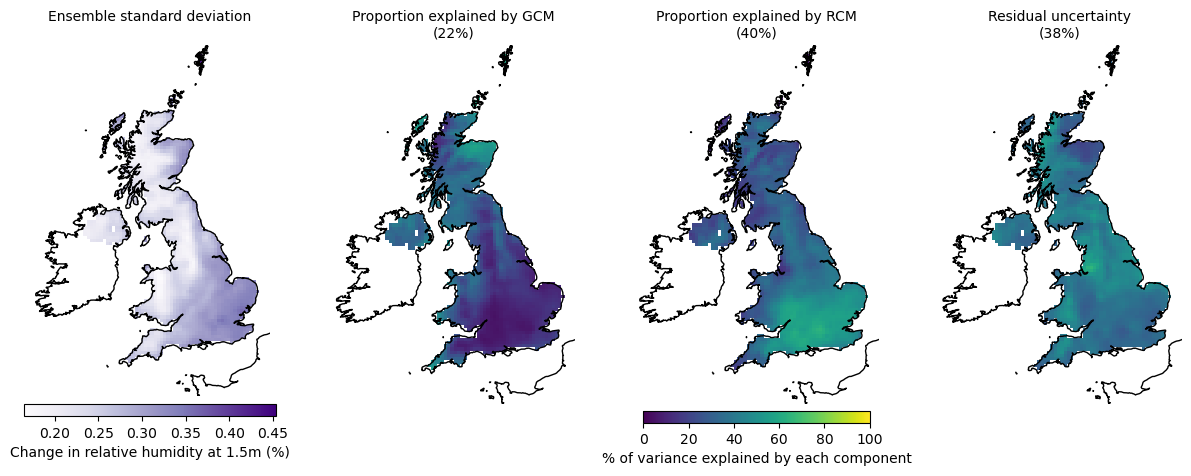 Ensemble standard deviation
Proportion explained by GCM
(22%)
Proportion explained by RCM
(40%)
Residual uncertainty
(38%)
0.20 0.25 0.30 0.35 0.40 0.45
Change in relative humidity at 1.5m (%)
0 20 40 60 80 100
% of variance explained by each component